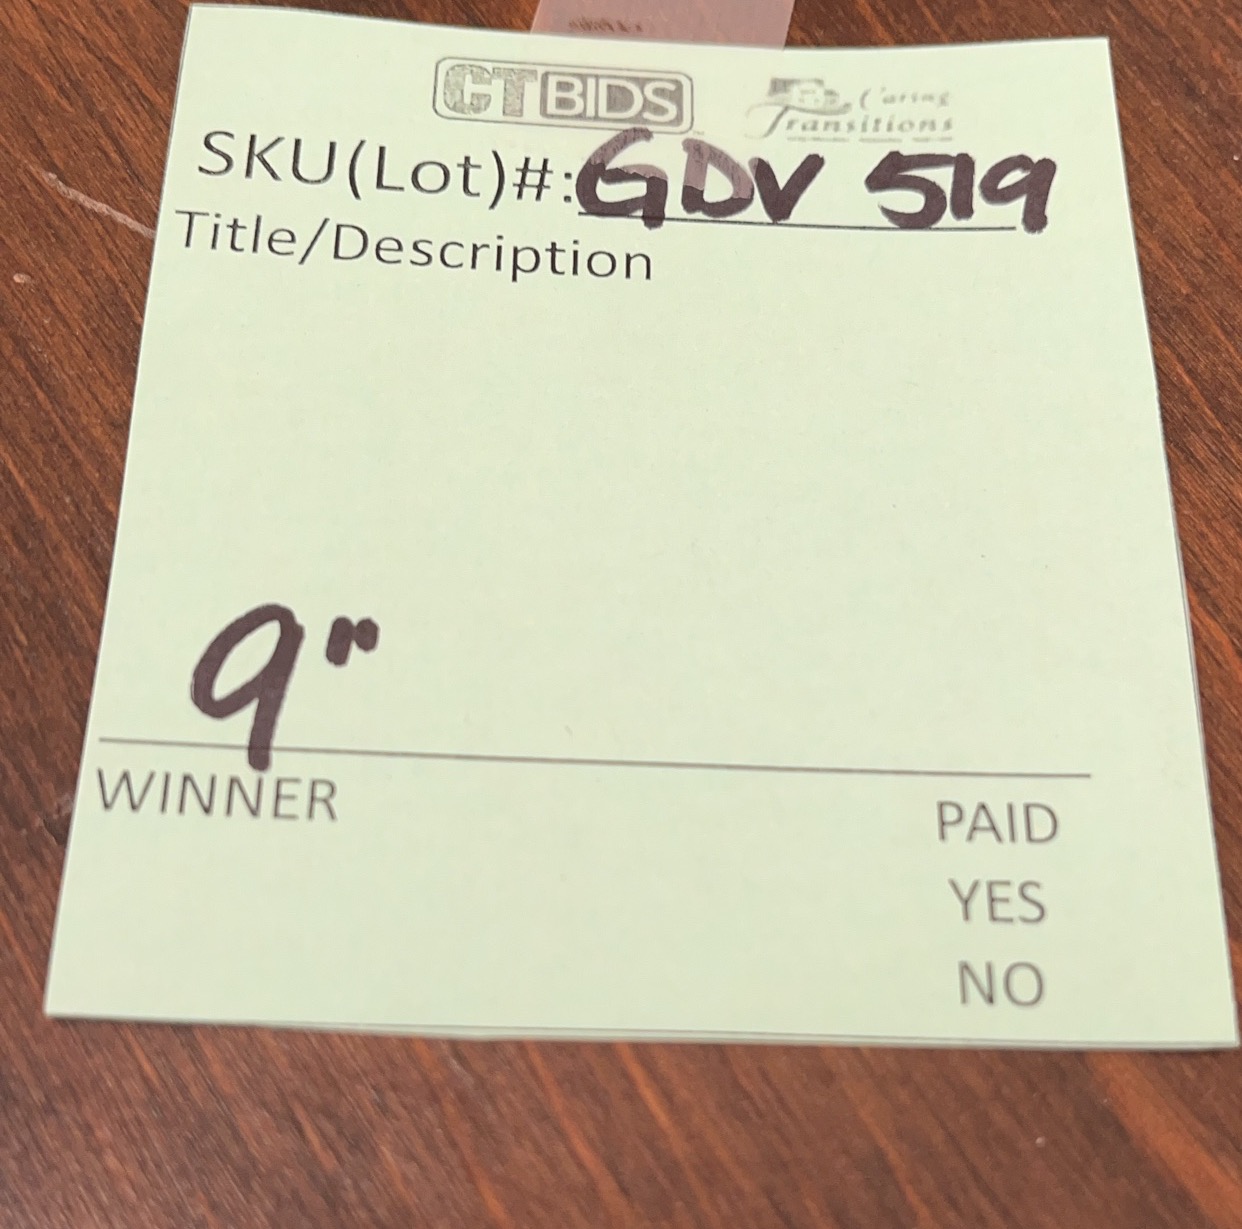 CTBIDS Caring Transitions
SKU(Lot)#: GDV 519
Title/Description
9"
WINNER
PAID
YES
NO